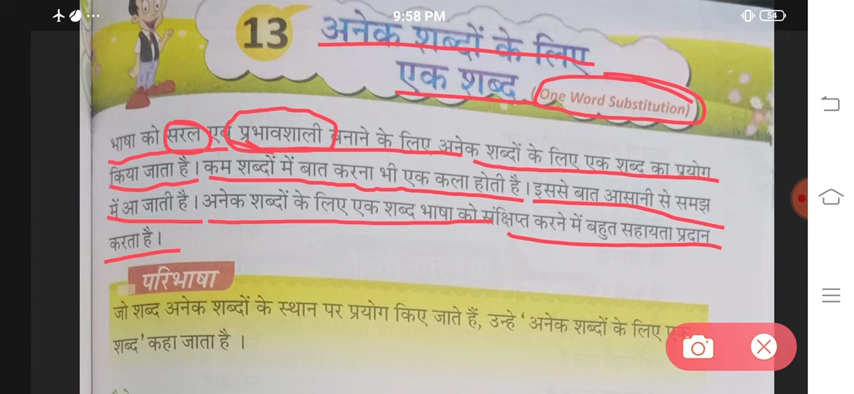 9:58 PM
54
13
अनेक शब्दों के लिए
एक शब्द (One Word Substitution)
भाषा को सरल एवं प्रभावशाली बनाने के लिए अनेक शब्दों के लिए एक शब्द का प्रयोग
किया जाता है। कम शब्दों में बात करना भी एक कला होती है। इससे बात आसानी से समझ
में आ जाती है। अनेक शब्दों के लिए एक शब्द भाषा को संक्षिप्त करने में बहुत सहायता प्रदान
करता है।
परिभाषा
जो शब्द अनेक शब्दों के स्थान पर प्रयोग किए जाते हैं, उन्हे 'अनेक शब्दों के लिए एक
शब्द' कहा जाता है ।